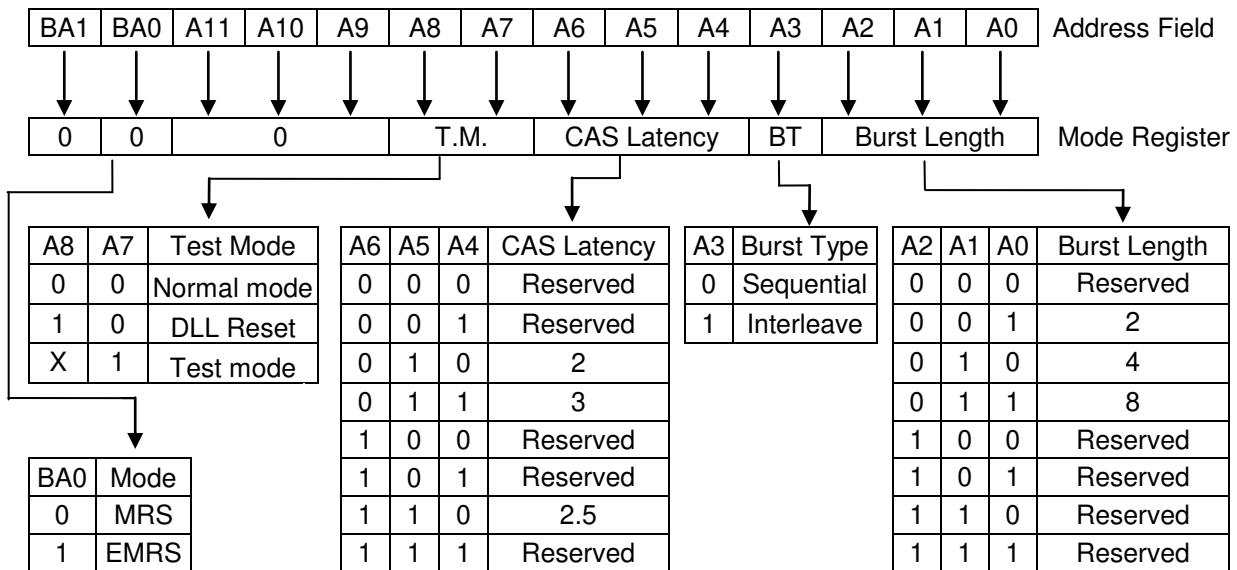 BA1 BA0 A11 A10 A9 A8 A7 A6 A5 A4 A3 A2 A1 A0 Address Field
0 0 0 T.M. CAS Latency BT Burst Length Mode Register
A8 A7 Test Mode
0 0 Normal mode
1 0 DLL Reset
X 1 Test mode
BA0 Mode
0 MRS
1 EMRS
A6 A5 A4 CAS Latency
0 0 0 Reserved
0 0 1 Reserved
0 1 0 2
0 1 1 3
1 0 0 Reserved
1 0 1 Reserved
1 1 0 2.5
1 1 1 Reserved
A3 Burst Type
0 Sequential
1 Interleave
A2 A1 A0 Burst Length
0 0 0 Reserved
0 0 1 2
0 1 0 4
0 1 1 8
1 0 0 Reserved
1 0 1 Reserved
1 1 0 Reserved
1 1 1 Reserved